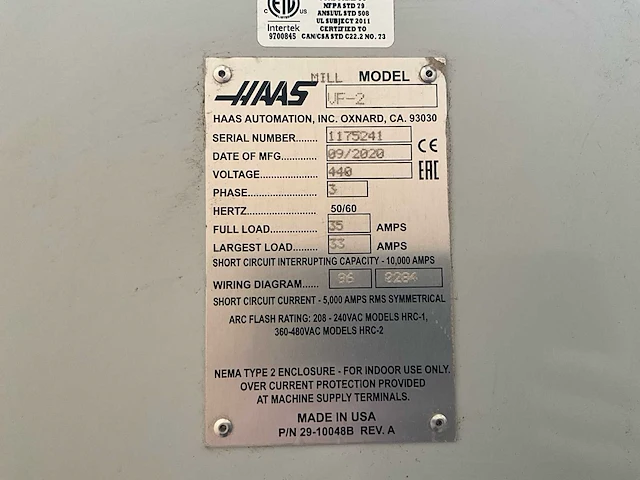 NFPA STD 79
ANSI/UL STD 508
UL SUBJECT 2011
CERTIFIED TO
CAN/CSA STD C22.2 NO. 73
ETL
Intertek
9700845
HAAS MILL MODEL
VF-2
HAAS AUTOMATION, INC. OXNARD, CA. 93030
SERIAL NUMBER........ 1175241
DATE OF MFG............ 09/2020 CE
VOLTAGE................. 440 EAC
PHASE...................... 3
HERTZ 50/60
FULL LOAD............... 35 AMPS
LARGEST LOAD........ 33 AMPS
SHORT CIRCUIT INTERRUPTING CAPACITY - 10,000 AMPS
WIRING DIAGRAM....... 96 0284
SHORT CIRCUIT CURRENT - 5,000 AMPS RMS SYMMETRICAL
ARC FLASH RATING: 208 - 240VAC MODELS HRC-1,
360-480VAC MODELS HRC-2
NEMA TYPE 2 ENCLOSURE - FOR INDOOR USE ONLY.
OVER CURRENT PROTECTION PROVIDED
AT MACHINE SUPPLY TERMINALS.
MADE IN USA
P/N 29-10048B REV. A